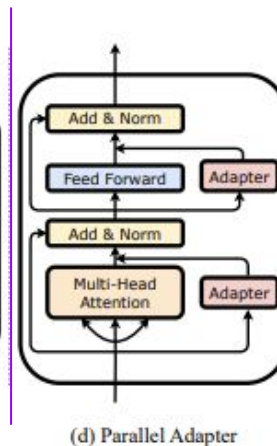 Add & Norm
Feed Forward
Adapter
Add & Norm
Multi-Head
Attention
Adapter
(d) Parallel Adapter